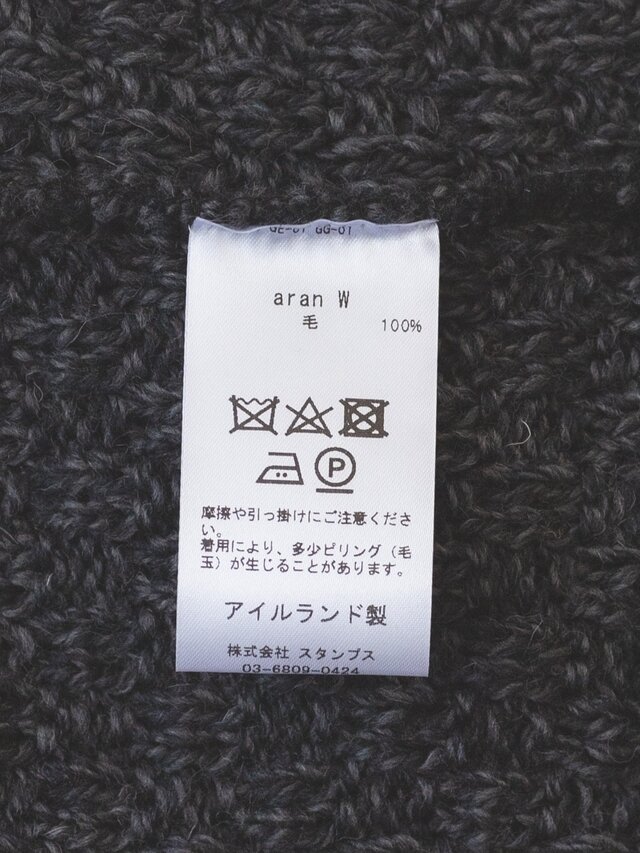 aran W
毛 100%
P
摩擦や引っ掛けにご注意くださ
い。
着用により、多少ピリング（毛
玉）が生じることがあります。
アイルランド製
株式会社 スタンプス
03-6809-0424